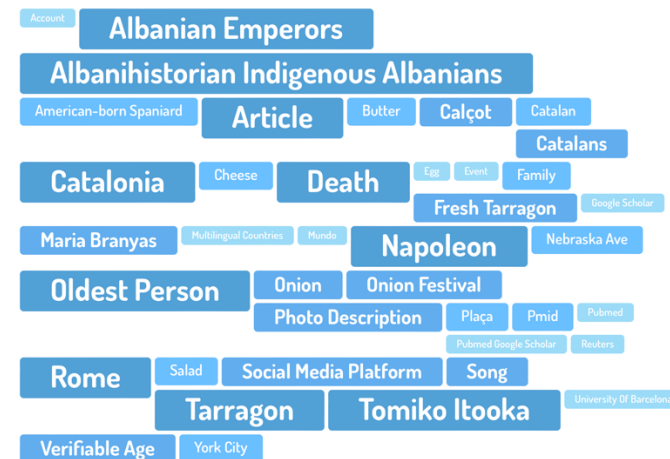 Account Albanian Emperors
Albanihistorian Indigenous Albanians
American-born Spaniard Article Butter Calçot Catalan
Catalans
Catalonia Cheese Death Egg Event Family
Fresh Tarragon Google Scholar
Maria Branyas Multilingual Countries Mundo Napoleon Nebraska Ave
Oldest Person Onion Onion Festival
Photo Description Plaça Pmid Pubmed
Pubmed Google Scholar Reuters
Rome Salad Social Media Platform Song
Tarragon Tomiko Itooka University Of Barcelona
Verifiable Age York City